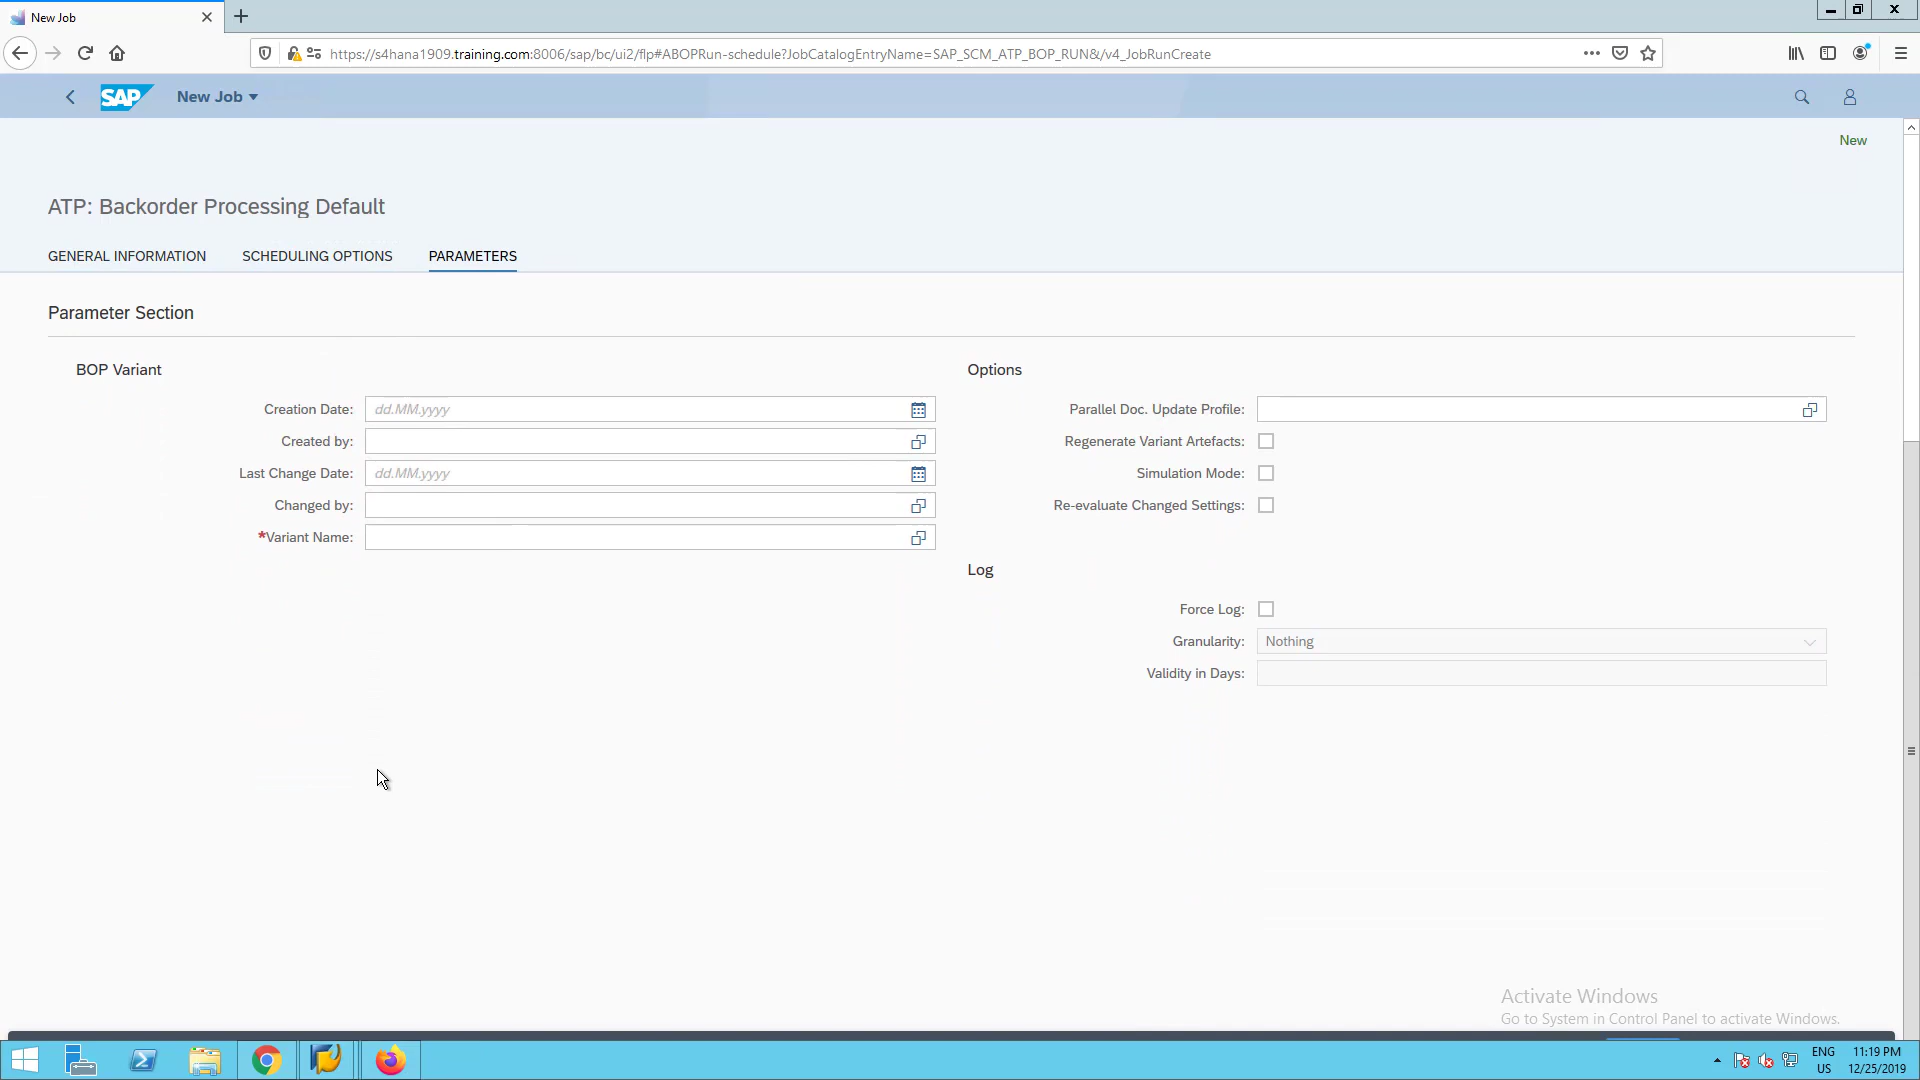 New Job
https://s4hana1909.training.com:8006/sap/bc/ui2/flp#ABOPRun-schedule?JobCatalogEntryName=SAP_SCM_ATP_BOP_RUN&/v4_JobRunCreate
SAP New Job
New
ATP: Backorder Processing Default
GENERAL INFORMATION SCHEDULING OPTIONS PARAMETERS
Parameter Section
BOP Variant
Creation Date: dd.MM.yyyy
Created by:
Last Change Date: dd.MM.yyyy
Changed by:
*Variant Name:
Options
Parallel Doc. Update Profile:
Regenerate Variant Artefacts:
Simulation Mode:
Re-evaluate Changed Settings:
Log
Force Log:
Granularity: Nothing
Validity in Days:
Activate Windows
Go to System in Control Panel to activate Windows.
ENG 11:19 PM
US 12/25/2019